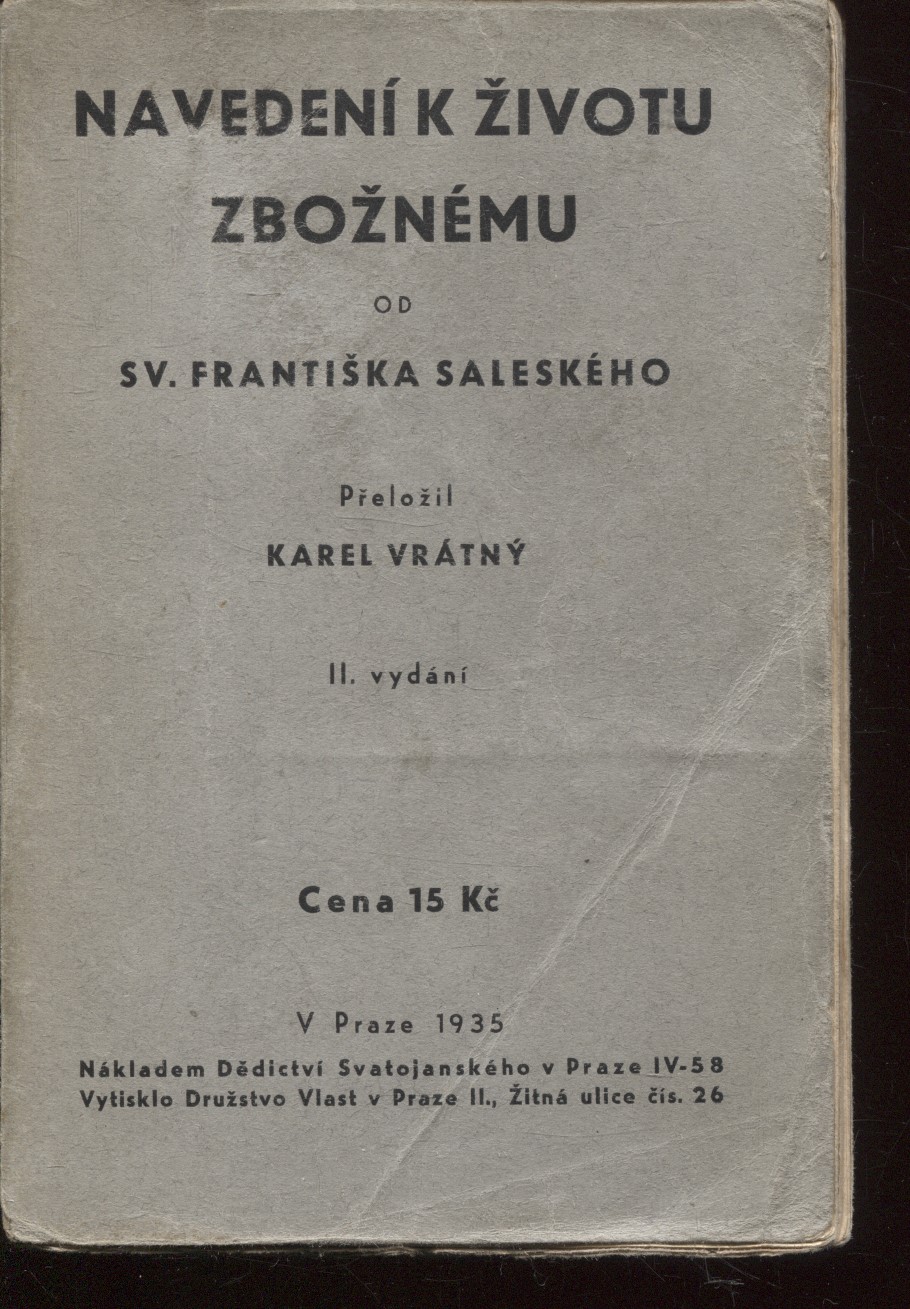 NAVEDENÍ K ŽIVOTU
ZBOŽNÉMU
OD
SV. FRANTIŠKA SALESKÉHO
Přeložil
KAREL VRÁTNÝ
II. vydání
Cena 15 Kč
V Praze 1935
Nákladem Dědictví Svatojanského v Praze IV-58
Vytisklo Družstvo Vlast v Praze II., Žitná ulice čís. 26